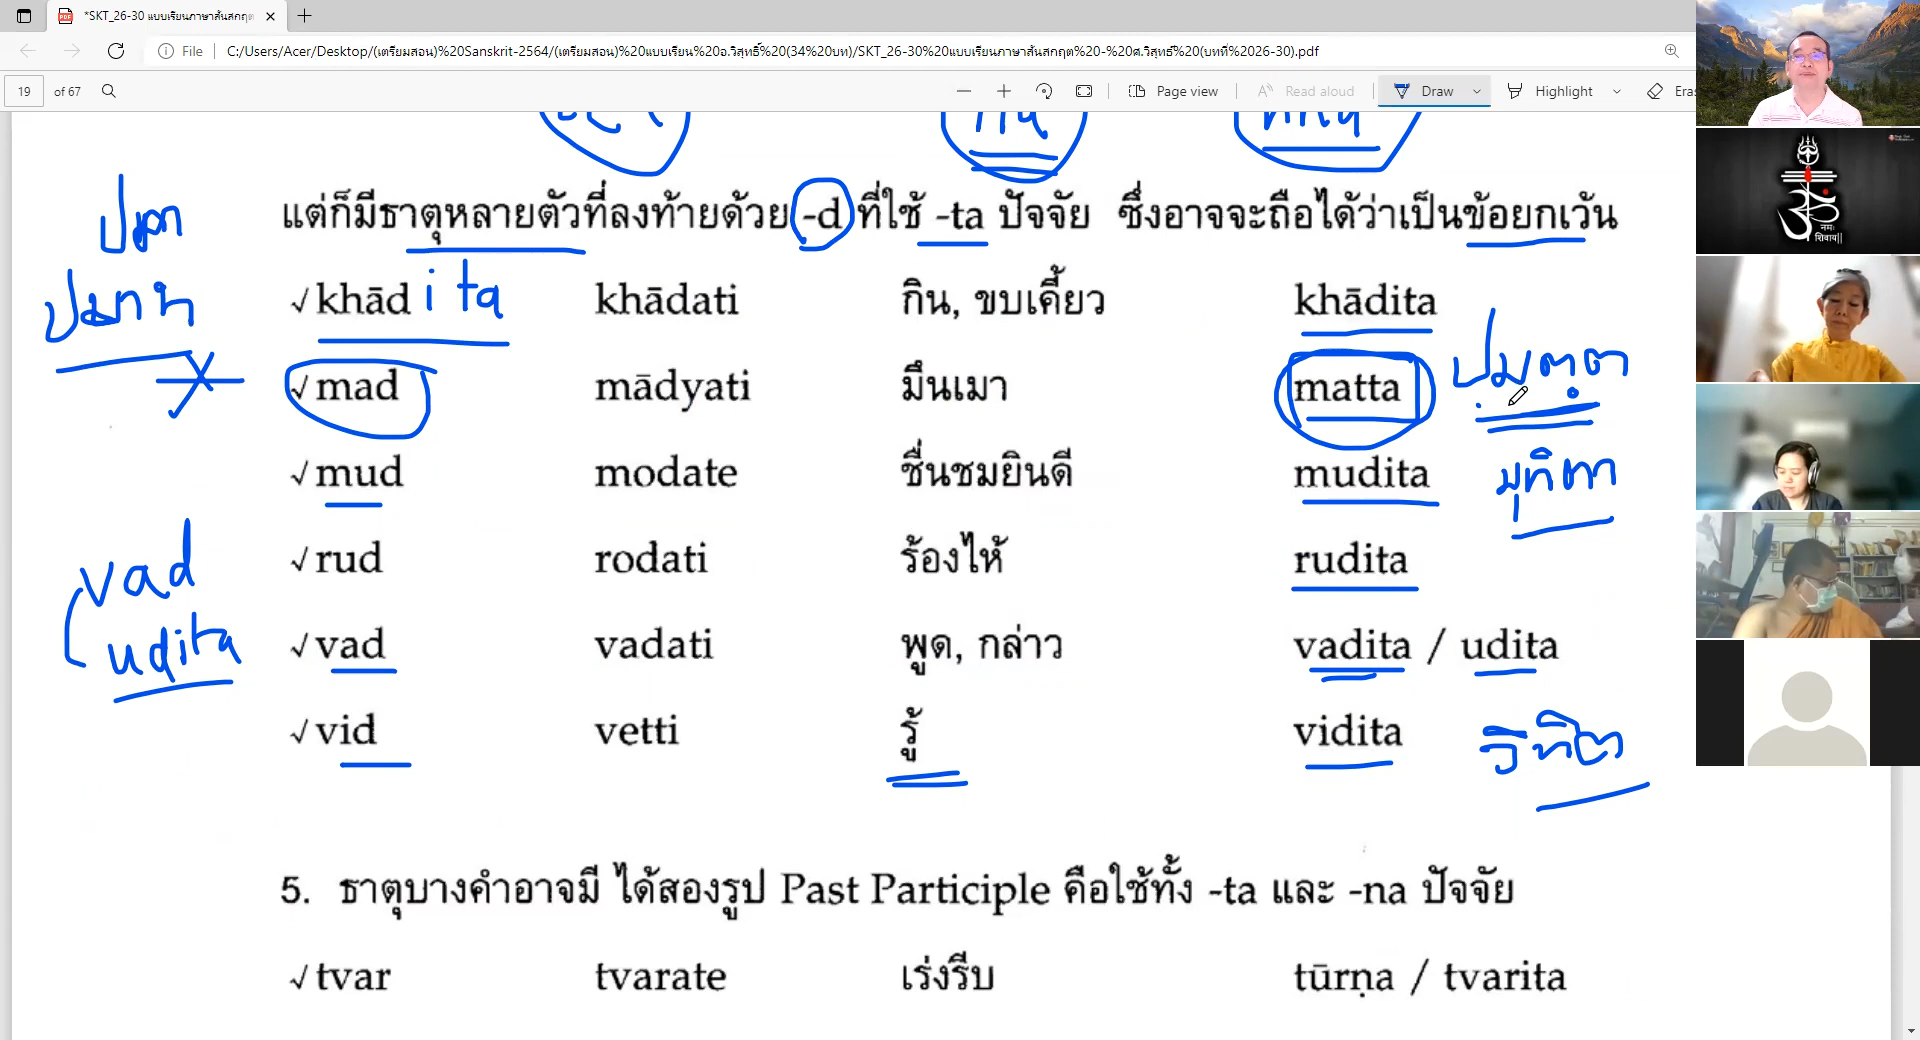 *SKT_26-30 แบบเรียนภาษาสันสกฤต
File C:/Users/Acer/Desktop/(เตรียมสอน)%20Sanskrit-2564/(เตรียมสอน)%20แบบเรียน%20อ.วิสุทธิ์%20(34%20บท)/SKT_26-30%20แบบเรียนภาษาสันสกฤต%20-%20ศ.วิสุทธ์%20(บทที่%2026-30).pdf
19 of 67 Page view Read aloud Draw Highlight Eras
แต่ก็มีธาตุหลายตัวที่ลงท้ายด้วย -d ที่ใช้ -ta ปัจจัย ซึ่งอาจจะถือได้ว่าเป็นข้อยกเว้น
√khād ita khādati กิน, ขบเคี้ยว khādita
√mad mādyati มึนเมา matta ปฺมตฺต
√mud modate ชื่นชมยินดี mudita มุทิตา
√rud rodati ร้องไห้ rudita
vad
udita
√vad vadati พูด, กล่าว vadita / udita
√vid vetti รู้ vidita วิทิต
5. ธาตุบางคำอาจมี ได้สองรูป Past Participle คือใช้ทั้ง -ta และ -na ปัจจัย
√tvar tvarate เร่งรีบ tūrṇa / tvarita
नमः
शिवाय||